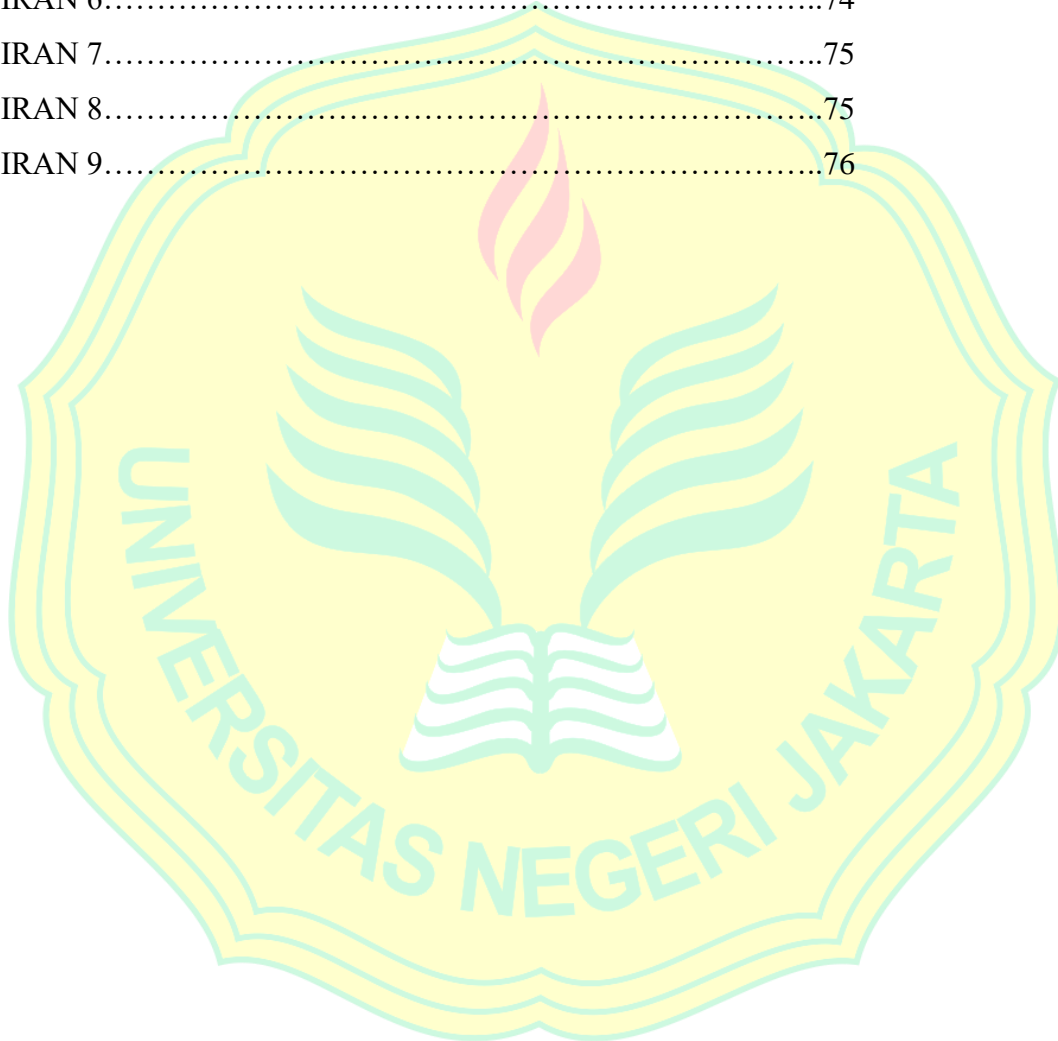 IRAN 6……………………………………………………………..74
IRAN 7……………………………………………………………..75
IRAN 8……………………………………………………………..75
IRAN 9……………………………………………………………..76
UNIVERSITAS NEGERI JAKARTA